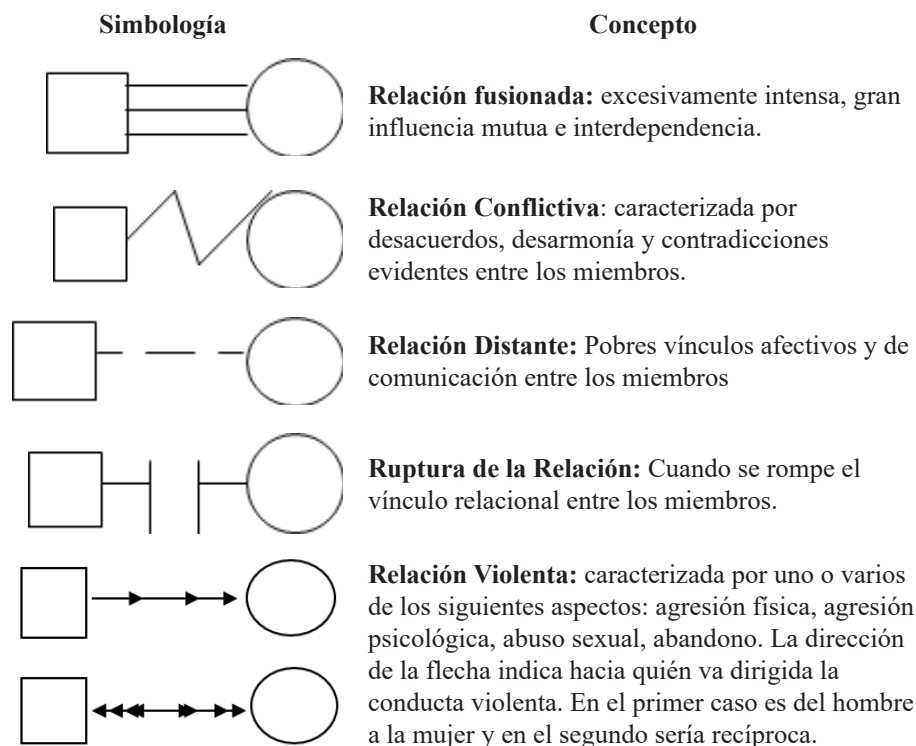 Simbología Concepto
Relación fusionada: excesivamente intensa, gran
influencia mutua e interdependencia.
Relación Conflictiva: caracterizada por
desacuerdos, desarmonía y contradicciones
evidentes entre los miembros.
Relación Distante: Pobres vínculos afectivos y de
comunicación entre los miembros
Ruptura de la Relación: Cuando se rompe el
vínculo relacional entre los miembros.
Relación Violenta: caracterizada por uno o varios
de los siguientes aspectos: agresión física, agresión
psicológica, abuso sexual, abandono. La dirección
de la flecha indica hacia quién va dirigida la
conducta violenta. En el primer caso es del hombre
a la mujer y en el segundo sería recíproca.